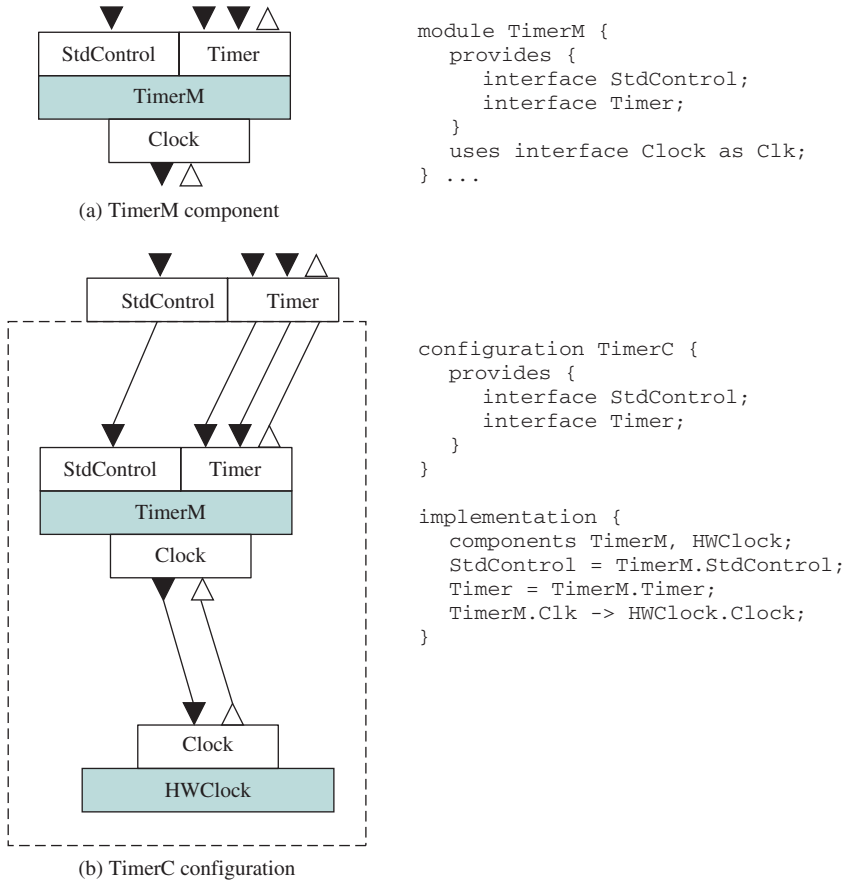 StdControl Timer
TimerM
Clock
(a) TimerM component
module TimerM {
provides {
interface StdControl;
interface Timer;
}
uses interface Clock as Clk;
} ...
StdControl Timer
StdControl Timer
TimerM
Clock
Clock
HWClock
(b) TimerC configuration
configuration TimerC {
provides {
interface StdControl;
interface Timer;
}
}
implementation {
components TimerM, HWClock;
StdControl = TimerM.StdControl;
Timer = TimerM.Timer;
TimerM.Clk -> HWClock.Clock;
}